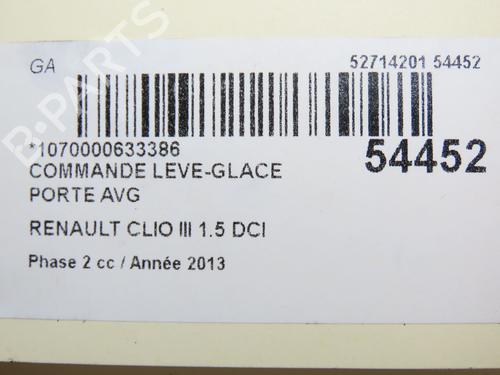 GA
52714201 54452
*1070000633386
54452
COMMANDE LEVE-GLACE
PORTE AVG
RENAULT CLIO III 1.5 DCI
Phase 2 cc / Année 2013
B-PARTS